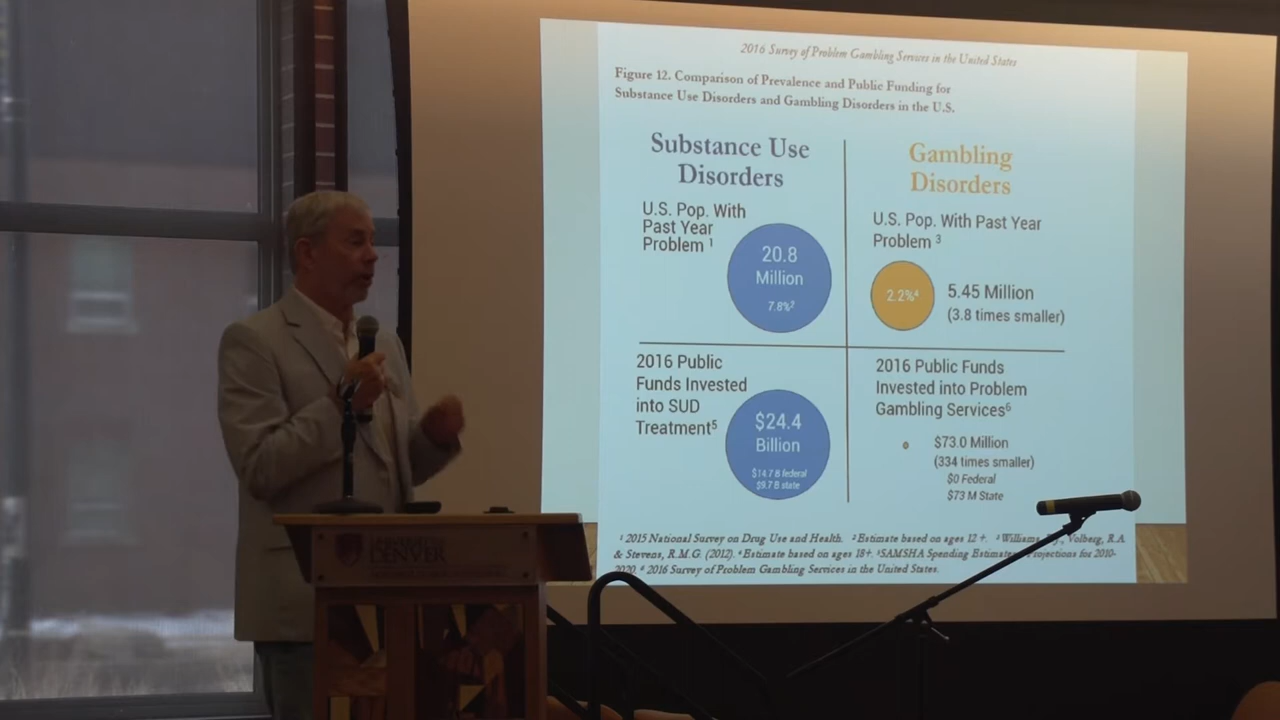 2016 Survey of Problem Gambling Services in the United States
Figure 12. Comparison of Prevalence and Public Funding for
Substance Use Disorders and Gambling Disorders in the U.S.
Substance Use
Disorders
U.S. Pop. With
Past Year
Problem 1
20.8
Million
7.8%2
Gambling
Disorders
U.S. Pop. With Past Year
Problem 3
2.2%4
5.45 Million
(3.8 times smaller)
2016 Public
Funds Invested
into SUD
Treatment5
$24.4
Billion
$14.7 B federal
$9.7 B state
2016 Public Funds
Invested into Problem
Gambling Services6
$73.0 Million
(334 times smaller)
$0 Federal
$73 M State
1 2015 National Survey on Drug Use and Health. 2 Estimate based on ages 12 +. 3 Williams, Volberg, R.A
& Stevens, R.M.G. (2012). 4 Estimate based on ages 18+. 5 SAMSHA Spending Estimates Projections for 2010-
2020. 6 2016 Survey of Problem Gambling Services in the United States.
UNIVERSITY OF
DENVER